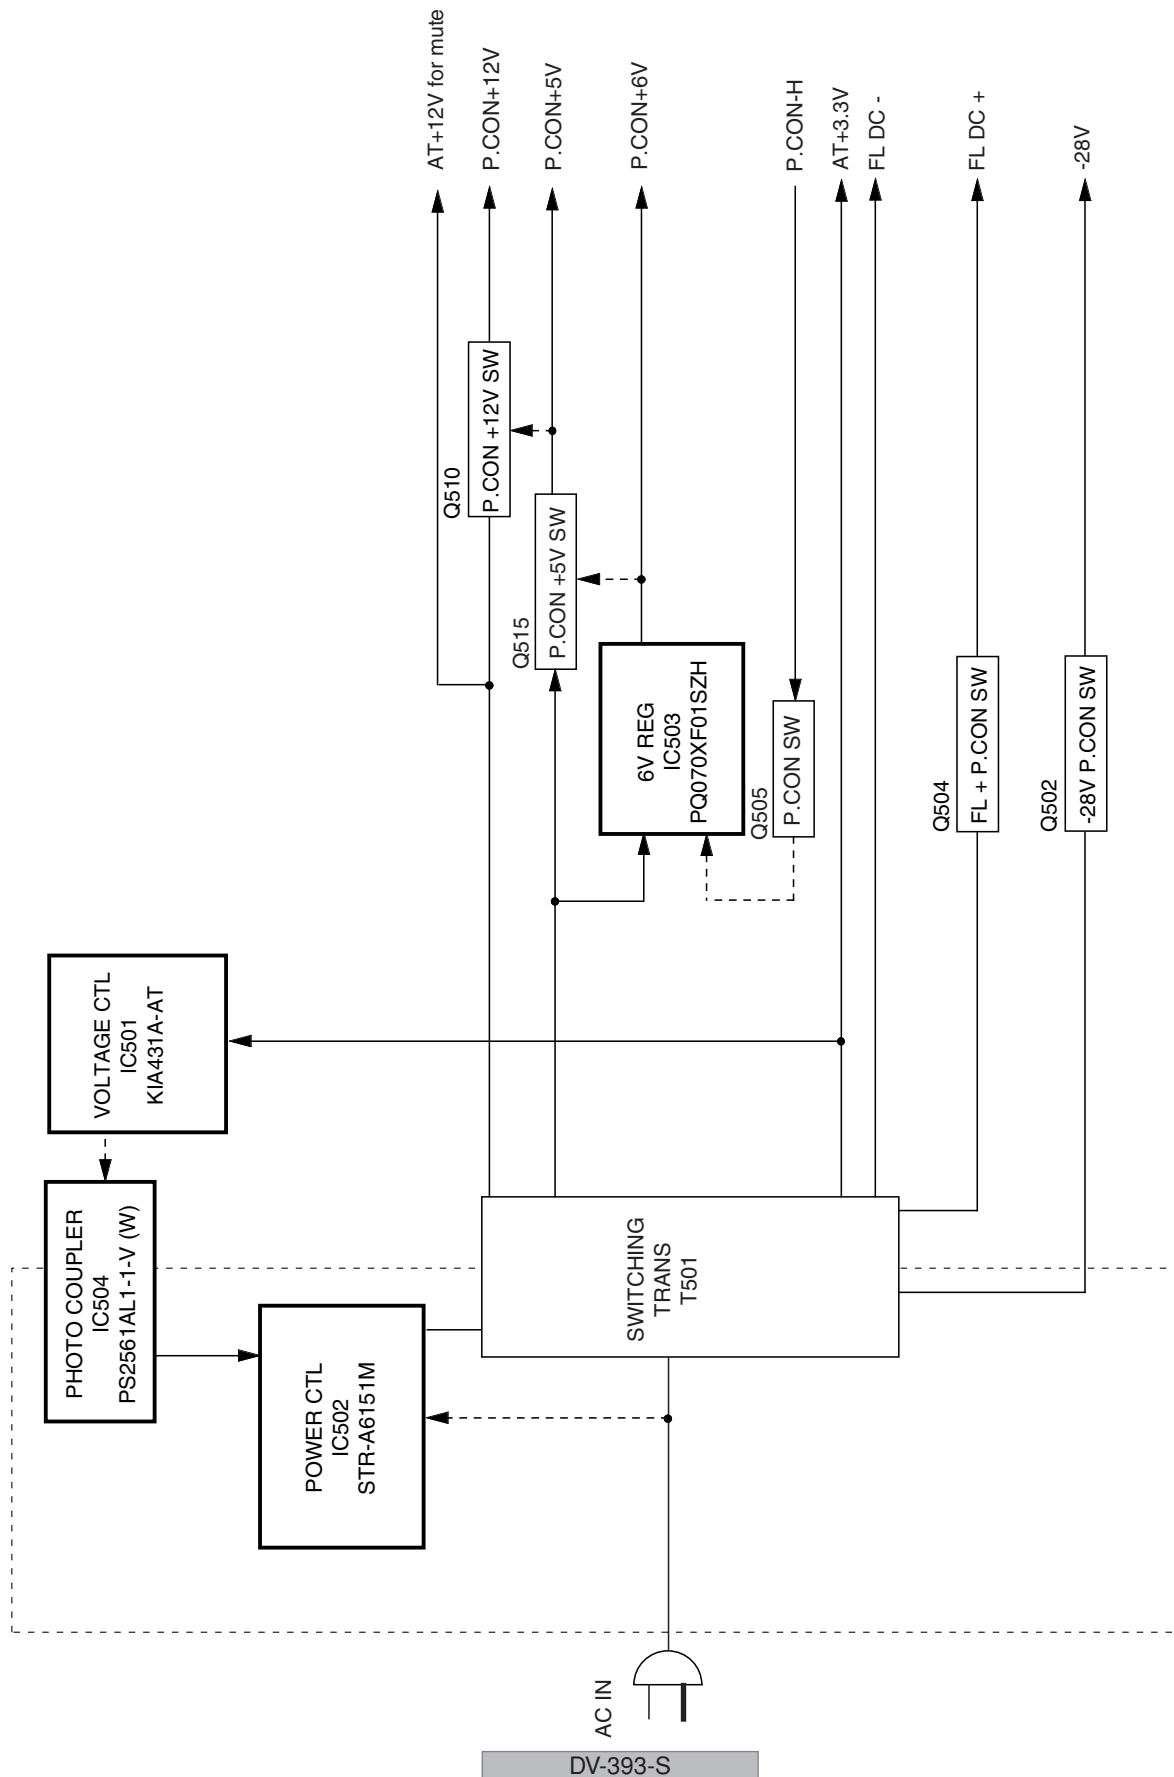 AT+12V for mute
P.CON+12V
P.CON+5V
P.CON+6V
P.CON-H
AT+3.3V
FL DC -
FL DC +
-28V
Q510
P.CON +12V SW
Q515
P.CON +5V SW
6V REG
IC503
PQ070XF01SZH
Q505
P.CON SW
Q504
FL + P.CON SW
Q502
-28V P.CON SW
VOLTAGE CTL
IC501
KIA431A-AT
PHOTO COUPLER
IC504
PS2561AL1-1-V (W)
POWER CTL
IC502
STR-A6151M
SWITCHING
TRANS
T501
AC IN
DV-393-S